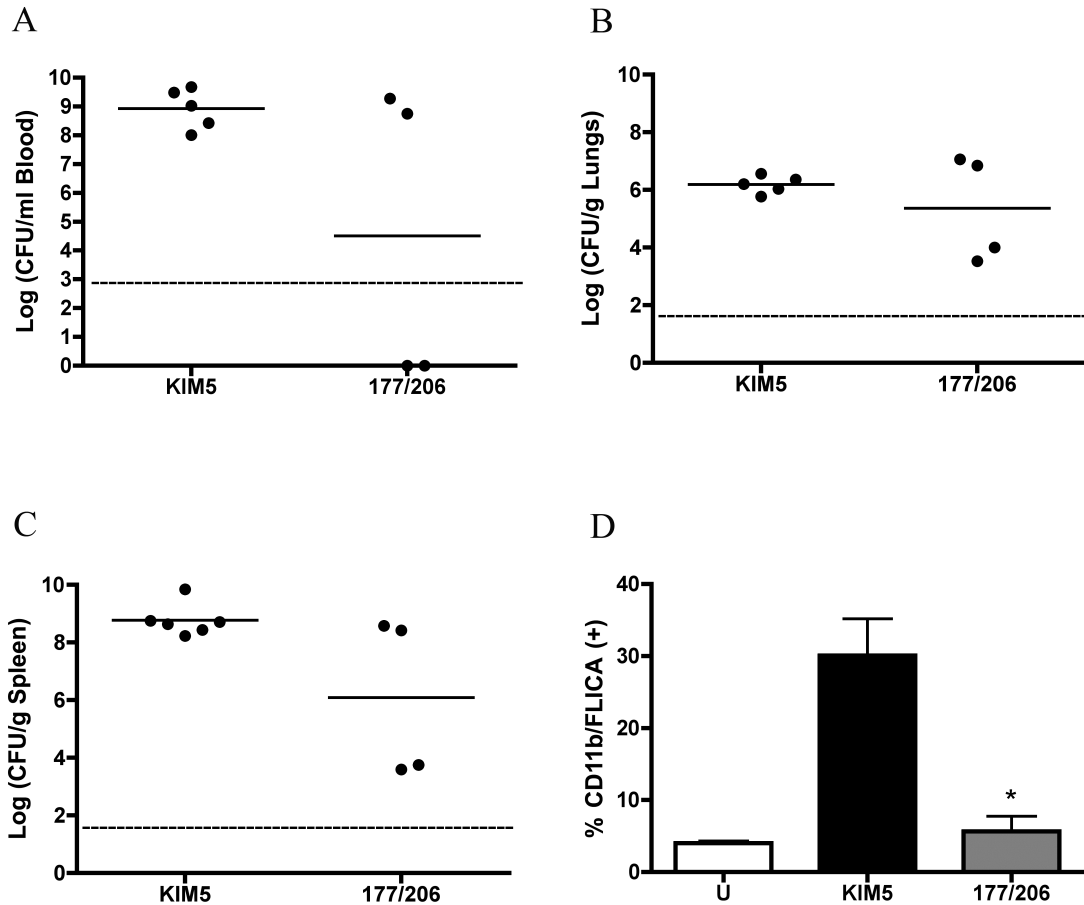 A
Log (CFU/ml Blood)
10
9
8
7
6
5
4
3
2
1
0
KIM5 177/206
B
Log (CFU/g Lungs)
10
8
6
4
2
0
KIM5 177/206
C
Log (CFU/g Spleen)
10
8
6
4
2
0
KIM5 177/206
D
% CD11b/FLICA (+)
40
30
20
10
0
*
U KIM5 177/206